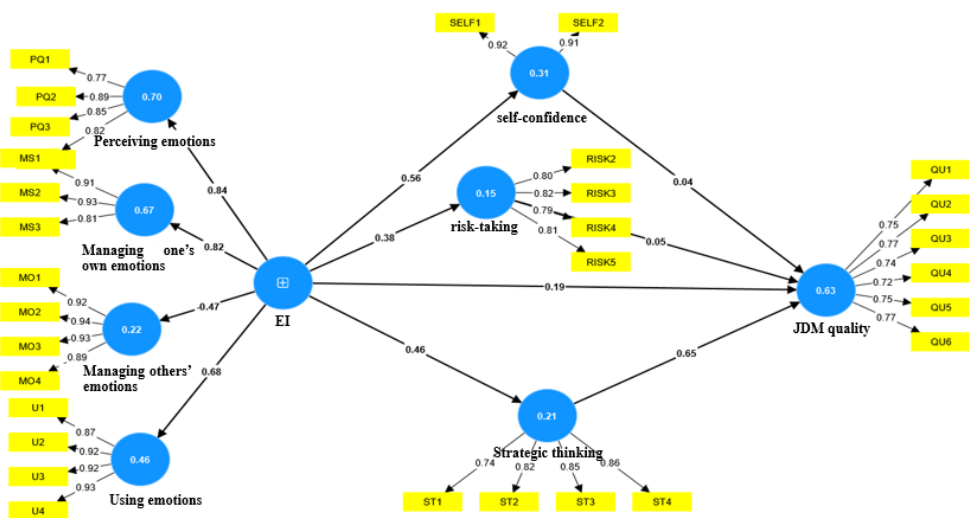 SELF1
SELF2
0.92
0.91
0.31
self-confidence
PQ1
PQ2
PQ3
0.77
0.89
0.85
0.82
0.70
Perceiving emotions
MS1
MS2
MS3
0.91
0.93
0.81
0.67
Managing one's
own emotions
MO1
MO2
MO3
MO4
0.92
0.94
0.93
0.89
0.22
Managing others'
emotions
U1
U2
U3
U4
0.87
0.92
0.92
0.93
0.46
Using emotions
0.84
0.82
-0.47
0.68
EI
0.56
0.38
0.19
0.46
0.15
risk-taking
0.80
0.82
0.79
0.81
RISK2
RISK3
RISK4
RISK5
0.04
0.05
0.65
0.21
Strategic thinking
0.74
0.82
0.85
0.86
ST1
ST2
ST3
ST4
0.63
JDM quality
0.75
0.77
0.74
0.72
0.75
0.77
QU1
QU2
QU3
QU4
QU5
QU6